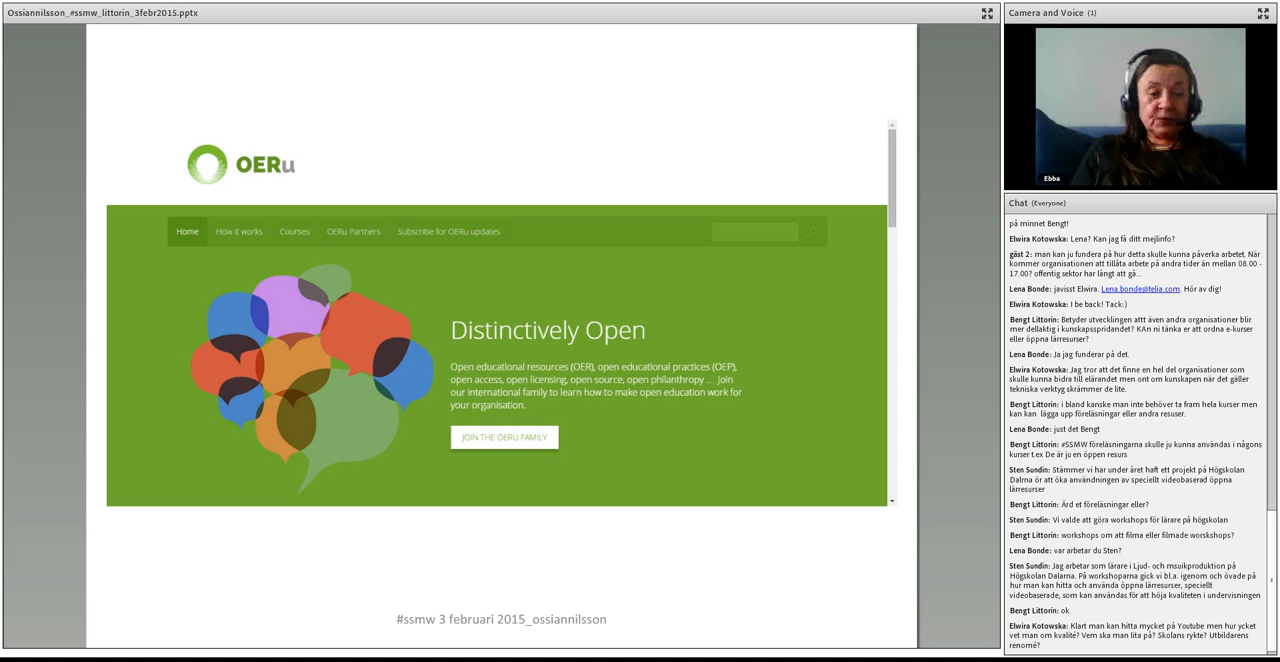 Ossiannilsson_#ssmw_littorin_3febr2015.pptx
OERu
Home How it works Courses OERu Partners Subscribe for OERu updates
Distinctively Open
Open educational resources (OER), open educational practices (OEP),
open access, open licensing, open source, open philanthropy ... Join
our international family to learn how to make open education work for
your organisation.
JOIN THE OERU FAMILY
#ssmw 3 februari 2015_ossiannilsson
Camera and Voice (1)
Ebba
Chat (Everyone)
på minnet Bengt!
Elwira Kotowska: Lena? Kan jag få ditt mejlinfo?
gäst 2: man kan ju fundera på hur detta skulle kunna påverka arbetet. När
kommer organisationen att tillåta arbete på andra tider än mellan 08.00 -
17.00? offentig sektor har långt att gå...
Lena Bonde: javisst Elwira. Lena.bonde@telia.com. Hör av dig!
Elwira Kotowska: I be back! Tack:)
Bengt Littorin: Betyder utvecklingen attt även andra organisationer blir
mer dellaktig i kunskapsspridandet? KAn ni tänka er att ordna e-kurser
eller öppna lärresurser?
Lena Bonde: Ja jag funderar på det.
Elwira Kotowska: Jag tror att det finne en hel del organisationer som
skulle kunna bidra till elärandet men ont om kunskapen när det gäller
tekniska verktyg skrämmer de lite.
Bengt Littorin: i bland kanske man inte behöver ta fram hela kurser men
kan kan lägga upp föreläsningar eller andra resuser.
Lena Bonde: just det Bengt
Bengt Littorin: #SSMW föreläsningarna skulle ju kunna användas i någons
kurser t.ex De är ju en öppen resurs
Sten Sundin: Stämmer vi har under året haft ett projekt på Högskolan
Dalrna ör att öka användningen av speciellt videobaserad öppna
lärresurser
Bengt Littorin: Ärd et föreläsningar eller?
Sten Sundin: Vi valde att göra workshops för lärare på högskolan
Bengt Littorin: workshops om att filma eller filmade worskshops?
Lena Bonde: var arbetar du Sten?
Sten Sundin: Jag arbetar som lärare i Ljud- och msuikproduktion på
Högskolan Dalarna. På workshoparna gick vi bl.a. igenom och övade på
hur man kan hitta och använda öppna lärresurser, speciellt
videobaserade, som kan användas för att höja kvaliteten i undervisningen
Bengt Littorin: ok
Elwira Kotowska: Klart man kan hitta mycket på Youtube men hur ycket
vet man om kvalité? Vem ska man lita på? Skolans rykte? Utbildarens
renomé?